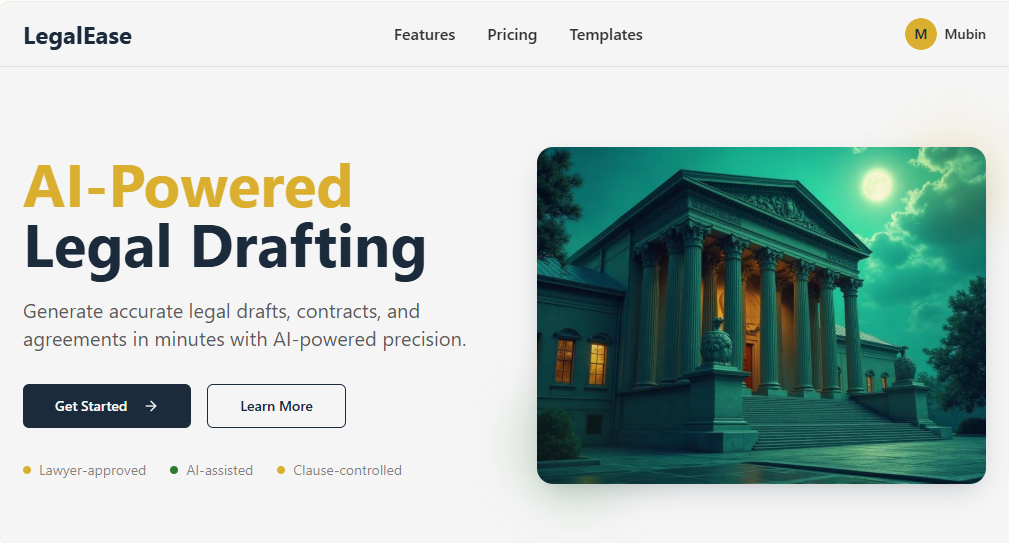 LegalEase
Features
Pricing
Templates
M
Mubin
AI-Powered
Legal Drafting
Generate accurate legal drafts, contracts, and
agreements in minutes with AI-powered precision.
Get Started →
Learn More
Lawyer-approved
AI-assisted
Clause-controlled